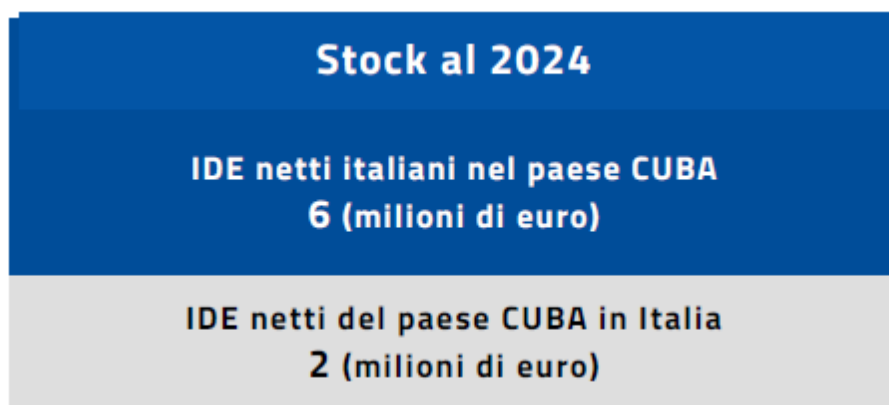 Stock al 2024
IDE netti italiani nel paese CUBA
6 (milioni di euro)
IDE netti del paese CUBA in Italia
2 (milioni di euro)